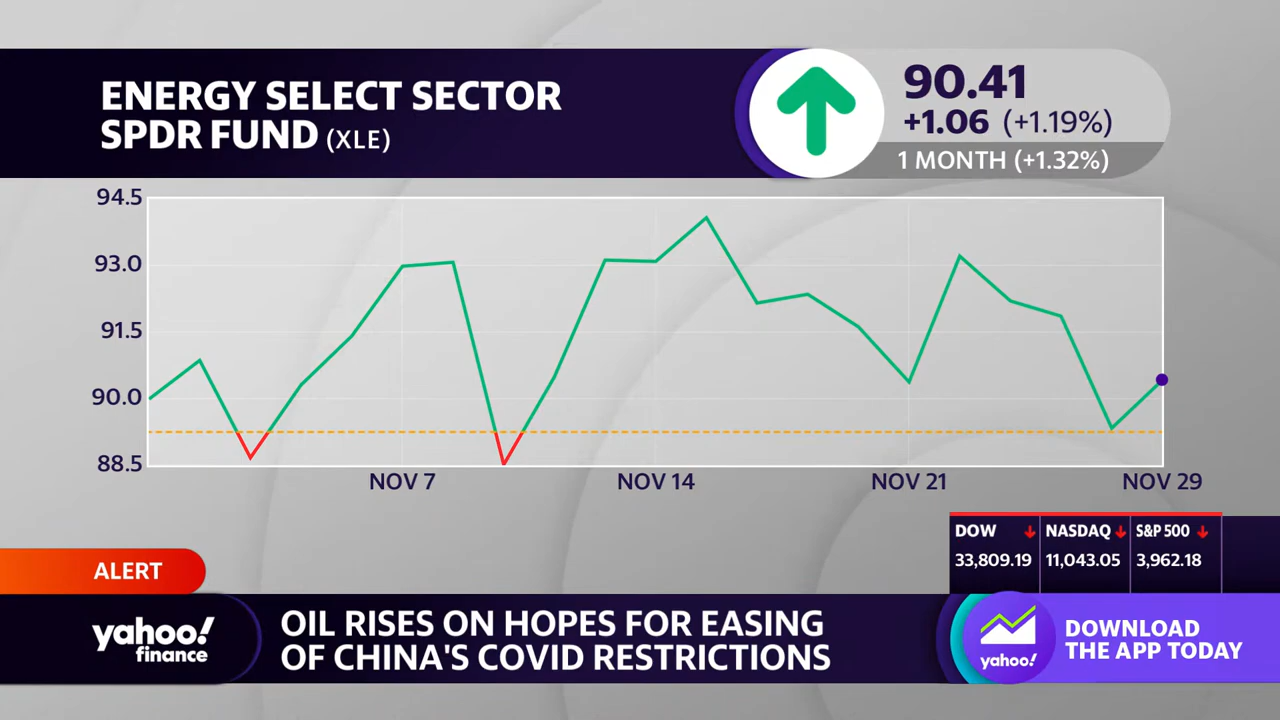 ENERGY SELECT SECTOR
SPDR FUND (XLE)
90.41
+1.06 (+1.19%)
1 MONTH (+1.32%)
94.5
93.0
91.5
90.0
88.5
NOV 7
NOV 14
NOV 21
NOV 29
DOW
33,809.19
NASDAQ
11,043.05
S&P 500
3,962.18
ALERT
yahoo!
finance
OIL RISES ON HOPES FOR EASING
OF CHINA'S COVID RESTRICTIONS
yahoo!
DOWNLOAD
THE APP TODAY